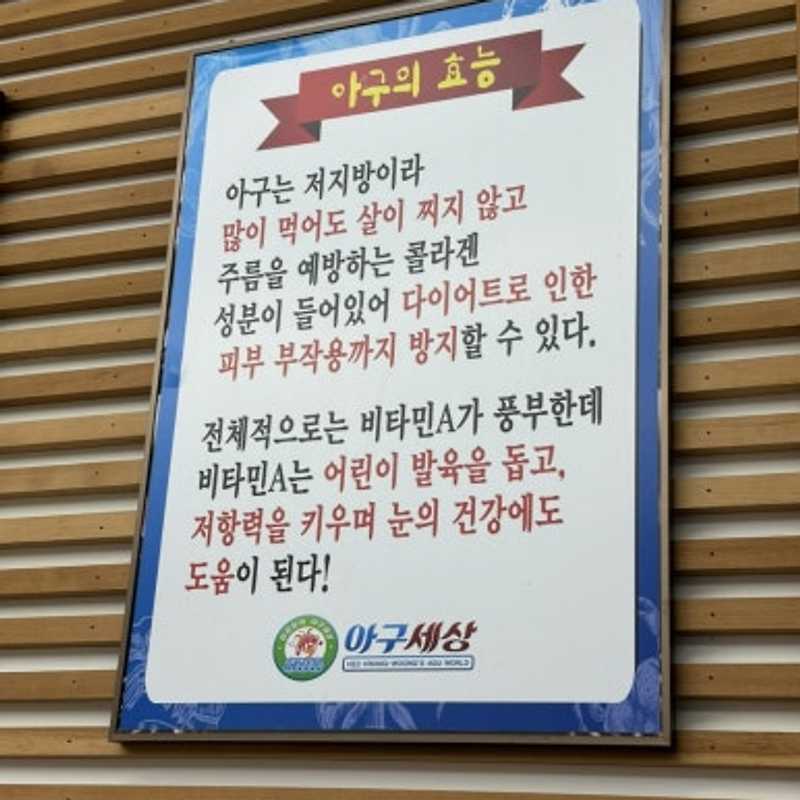 아구의 효능
아구는 저지방이라
많이 먹어도 살이 찌지 않고
주름을 예방하는 콜라겐
성분이 들어있어 다이어트로 인한
피부 부작용까지 방지할 수 있다.
전체적으로는 비타민A가 풍부한데
비타민A는 어린이 발육을 돕고,
저항력을 키우며 눈의 건강에도
도움이 된다!
아구세상
AGU WORLD